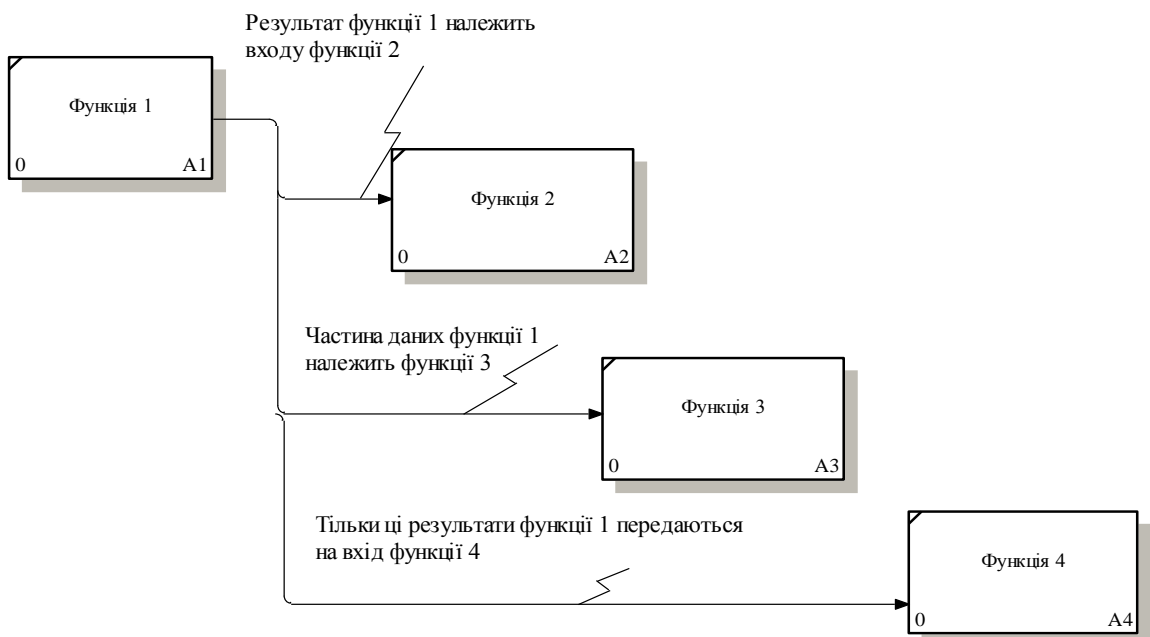 Результат функції 1 належить
входу функції 2
Функція 1
0
A1
Функція 2
0
A2
Частина даних функції 1
належить функції 3
Функція 3
0
A3
Тільки ці результати функції 1 передаються
на вхід функції 4
Функція 4
0
A4